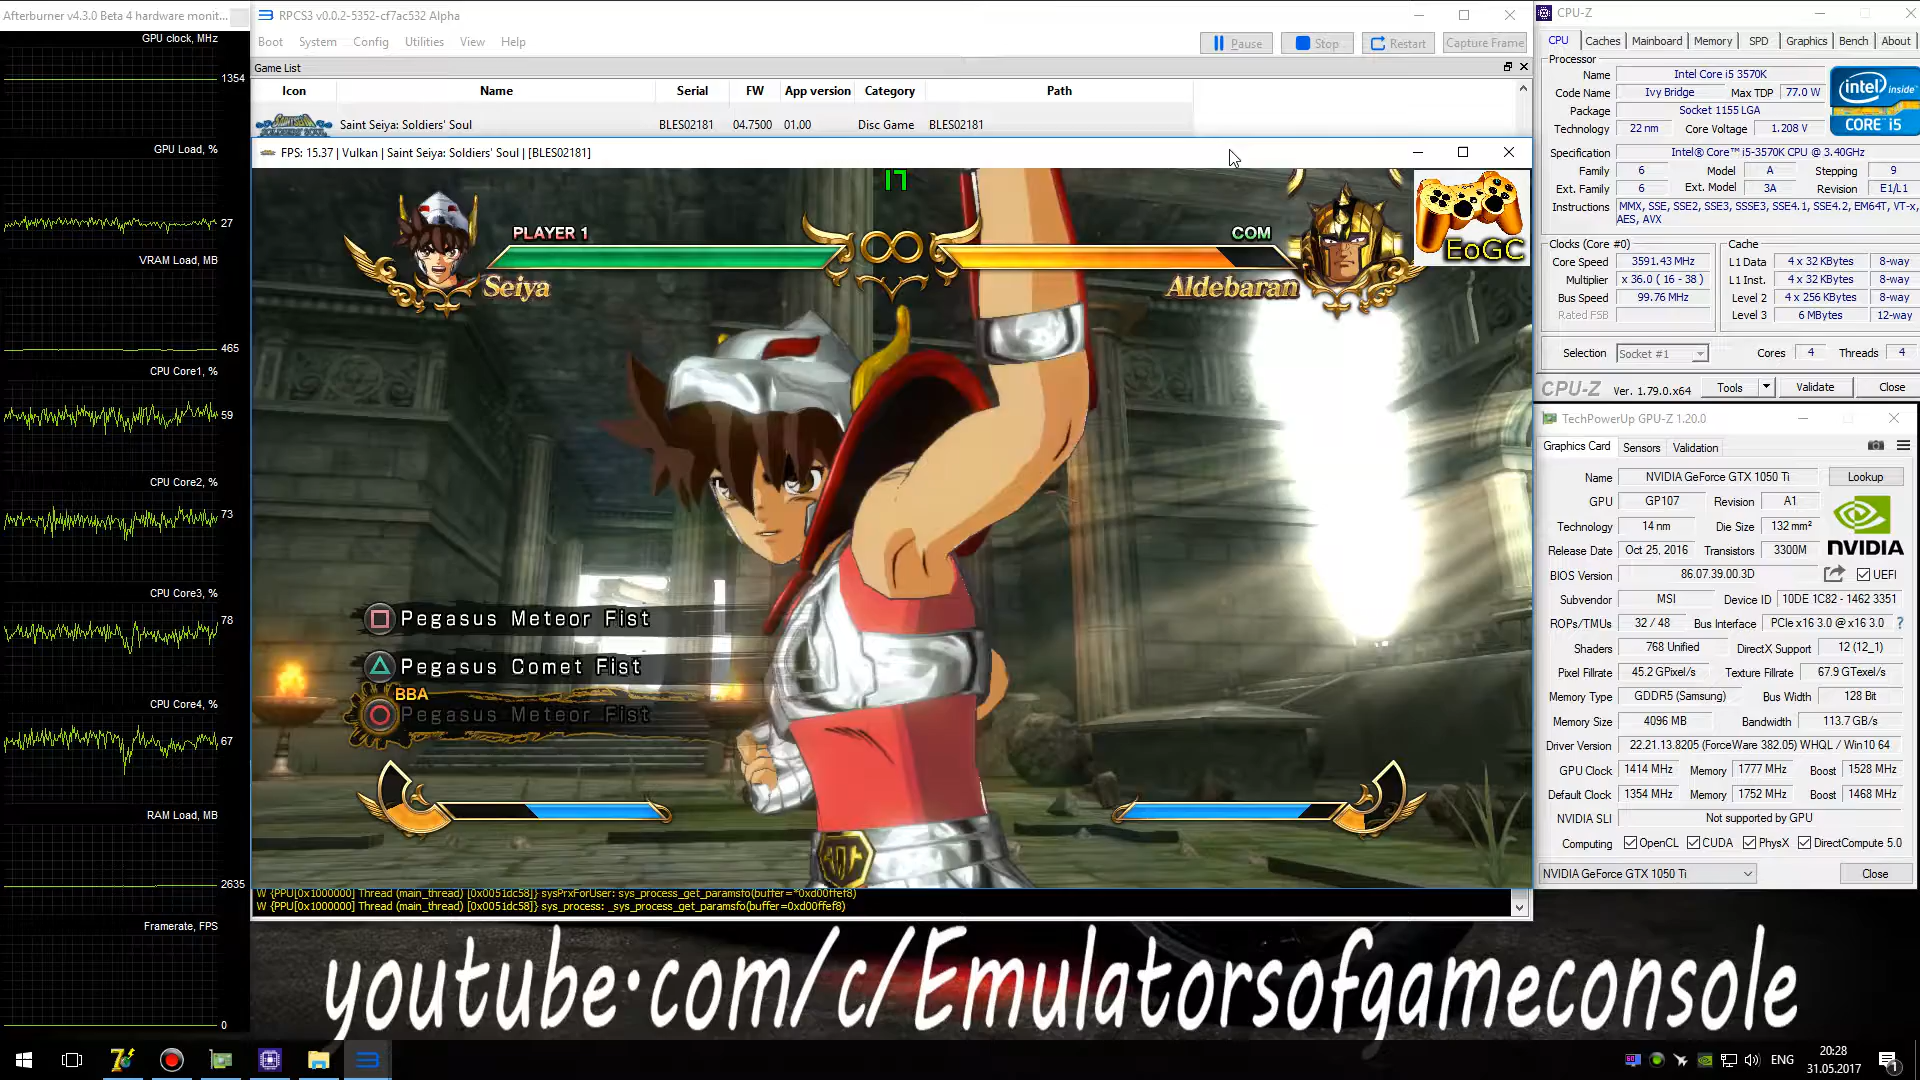 Afterburner v4.3.0 Beta 4 hardware monit...
GPU clock, MHz
1354
GPU Load, %
27
VRAM Load, MB
465
CPU Core1, %
59
CPU Core2, %
73
CPU Core3, %
78
CPU Core4, %
67
RAM Load, MB
2635
Framerate, FPS
0
RPCS3 v0.0.2-5352-cf7ac532 Alpha
Boot System Config Utilities View Help
Pause Stop Restart Capture Frame
Game List
Icon Name Serial FW App version Category Path
Saint Seiya: Soldiers' Soul BLES02181 04.7500 01.00 Disc Game BLES02181
FPS: 15.37 | Vulkan | Saint Seiya: Soldiers' Soul | [BLES02181]
17
PLAYER 1
Seiya
COM
Aldebaran
EoGC
Pegasus Meteor Fist
Pegasus Comet Fist
BBA
Pegasus Meteor Fist
W {PPU[0x1000000] Thread (main_thread) [0x0051dc58]} sysPrxForUser: sys_process_get_paramsfo(buffer=*0xd00ffef8)
W {PPU[0x1000000] Thread (main_thread) [0x0051dc58]} sys_process: _sys_process_get_paramsfo(buffer=0xd00ffef8)
youtube.com/c/Emulatorsofgameconsole
CPU-Z
CPU Caches Mainboard Memory SPD Graphics Bench About
Processor
Name Intel Core i5 3570K
Code Name Ivy Bridge Max TDP 77.0 W
Package Socket 1155 LGA
Technology 22 nm Core Voltage 1.208 V
intel inside
CORE i5
Specification Intel® Core™ i5-3570K CPU @ 3.40GHz
Family 6 Model A Stepping 9
Ext. Family 6 Ext. Model 3A Revision E1/L1
Instructions MMX, SSE, SSE2, SSE3, SSSE3, SSE4.1, SSE4.2, EM64T, VT-x,
AES, AVX
Clocks (Core #0) Cache
Core Speed 3591.43 MHz L1 Data 4 x 32 KBytes 8-way
Multiplier x 36.0 ( 16 - 38 ) L1 Inst. 4 x 32 KBytes 8-way
Bus Speed 99.76 MHz Level 2 4 x 256 KBytes 8-way
Rated FSB Level 3 6 MBytes 12-way
Selection Socket #1 Cores 4 Threads 4
CPU-Z Ver. 1.79.0.x64 Tools Validate Close
TechPowerUp GPU-Z 1.20.0
Graphics Card Sensors Validation
Name NVIDIA GeForce GTX 1050 Ti Lookup
GPU GP107 Revision A1
Technology 14 nm Die Size 132 mm²
NVIDIA
Release Date Oct 25, 2016 Transistors 3300M
BIOS Version 86.07.39.00.3D UEFI
Subvendor MSI Device ID 10DE 1C82 - 1462 3351
ROPs/TMUs 32 / 48 Bus Interface PCIe x16 3.0 @ x16 3.0 ?
Shaders 768 Unified DirectX Support 12 (12_1)
Pixel Fillrate 45.2 GPixel/s Texture Fillrate 67.9 GTexel/s
Memory Type GDDR5 (Samsung) Bus Width 128 Bit
Memory Size 4096 MB Bandwidth 113.7 GB/s
Driver Version 22.21.13.8205 (ForceWare 382.05) WHQL / Win10 64
GPU Clock 1414 MHz Memory 1777 MHz Boost 1528 MHz
Default Clock 1354 MHz Memory 1752 MHz Boost 1468 MHz
NVIDIA SLI Not supported by GPU
Computing OpenCL CUDA PhysX DirectCompute 5.0
NVIDIA GeForce GTX 1050 Ti Close
ENG
20:28
31.05.2017
1